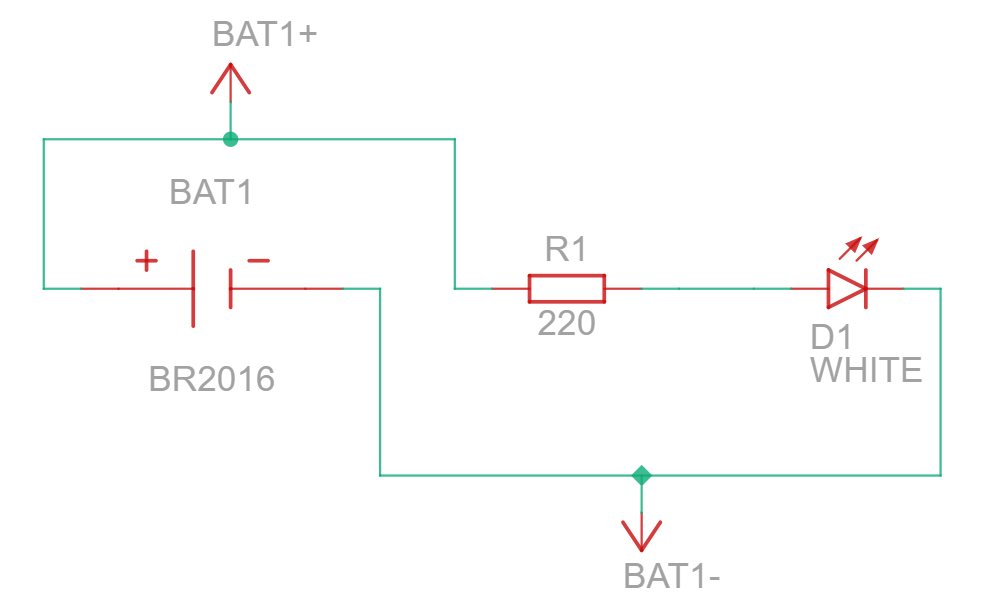 BAT1+
BAT1
+ −
BR2016
R1
220
D1
WHITE
BAT1-